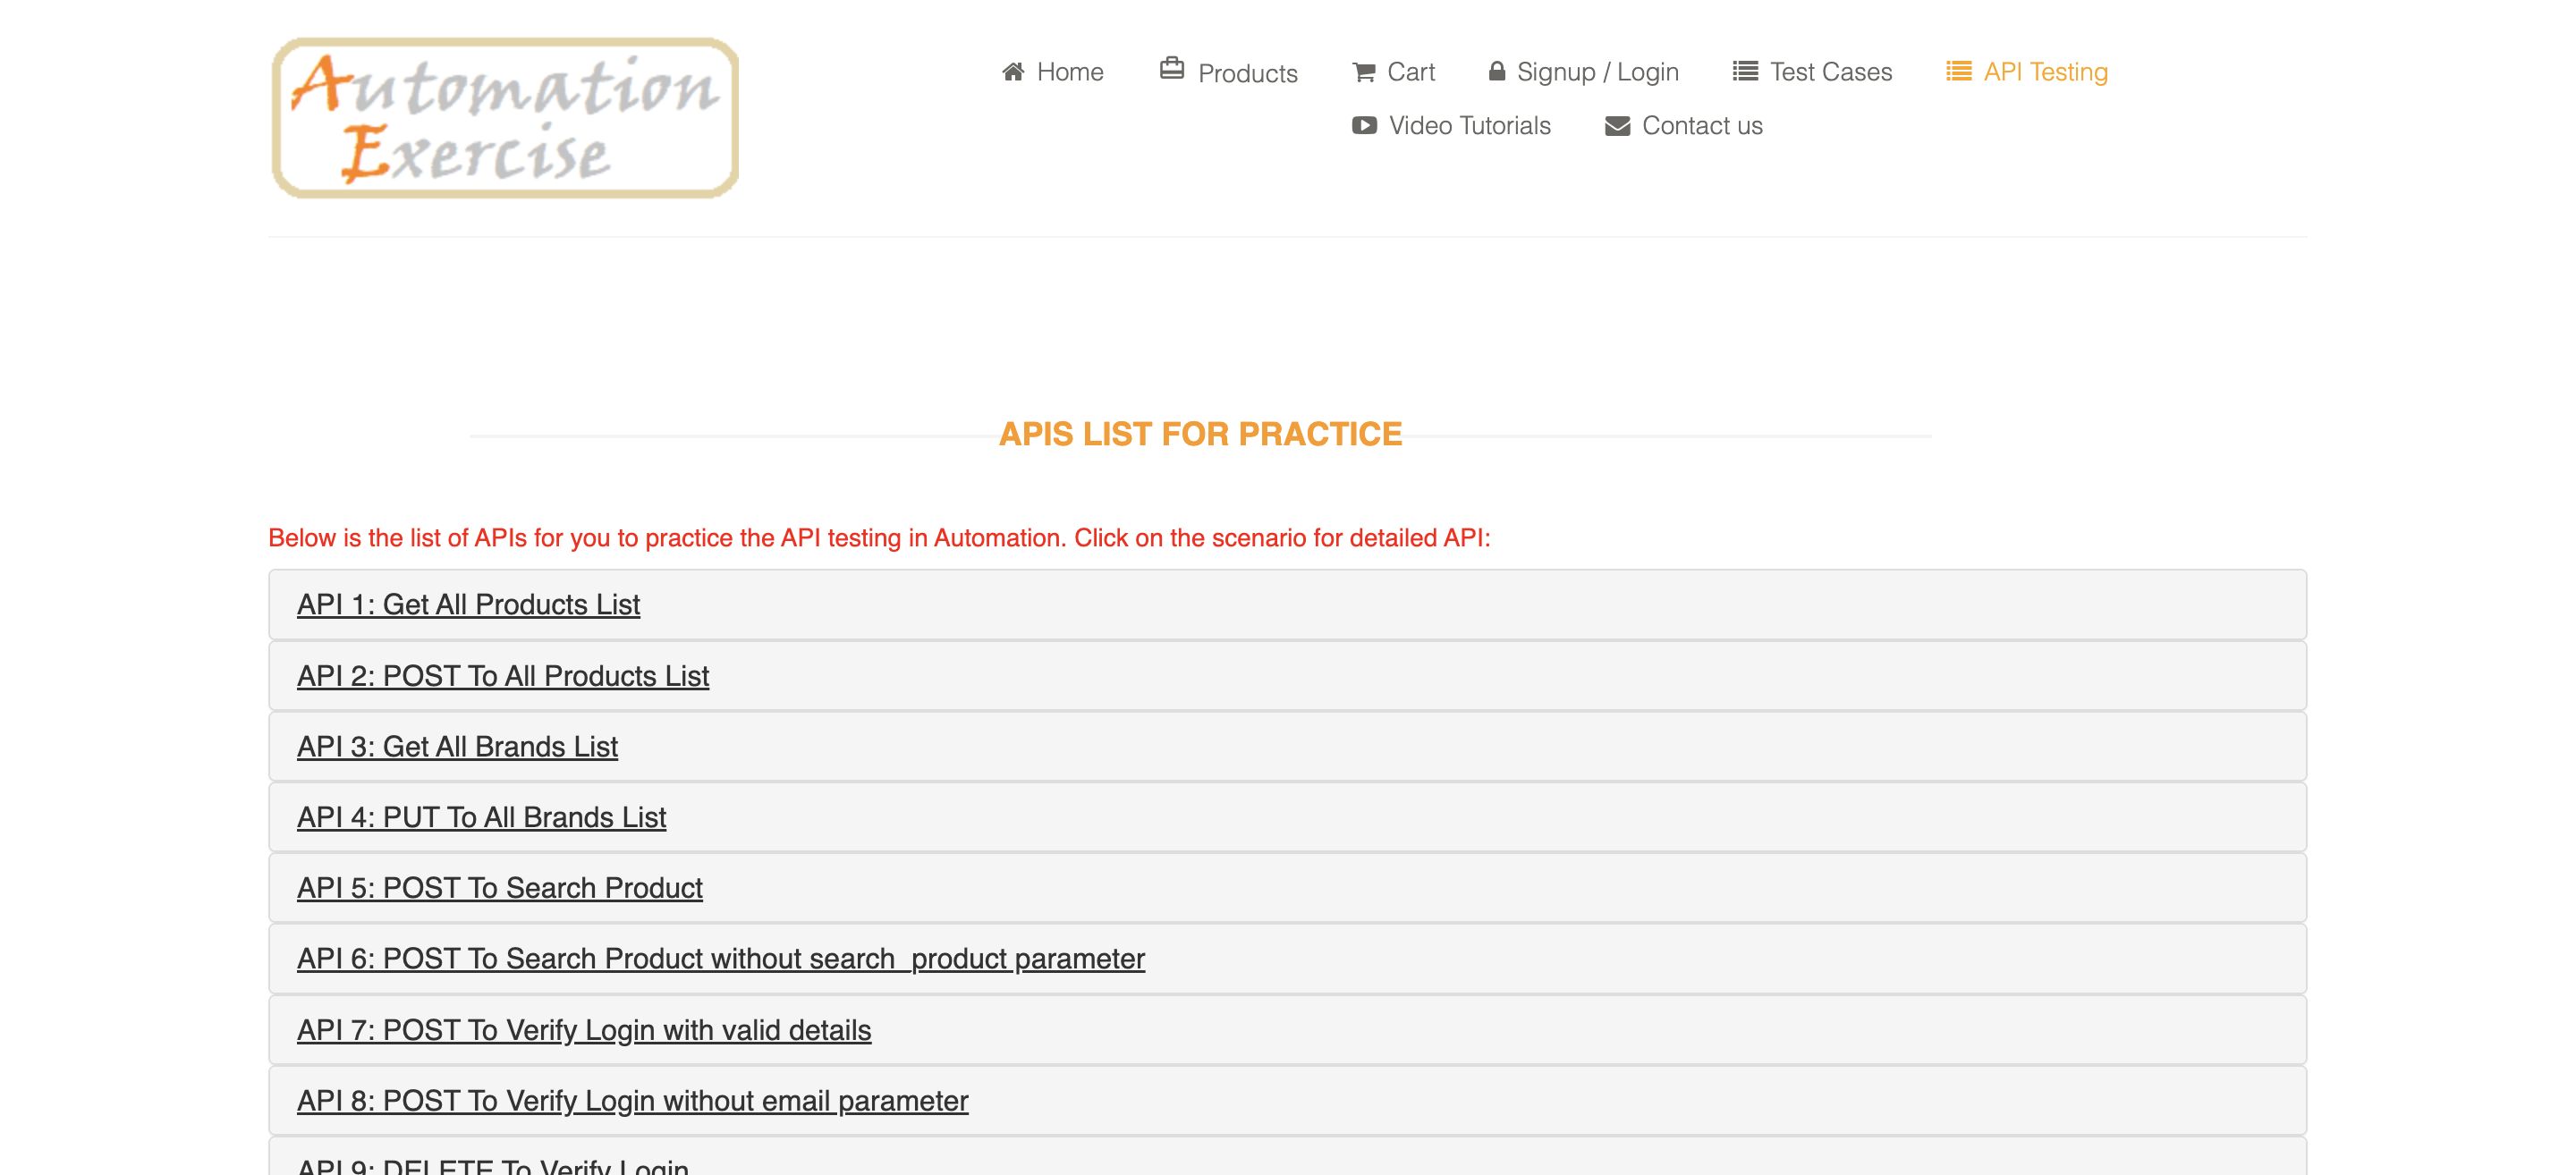 Automation
Exercise
Home Products Cart Signup / Login Test Cases API Testing
Video Tutorials Contact us
APIS LIST FOR PRACTICE
Below is the list of APIs for you to practice the API testing in Automation. Click on the scenario for detailed API:
API 1: Get All Products List
API 2: POST To All Products List
API 3: Get All Brands List
API 4: PUT To All Brands List
API 5: POST To Search Product
API 6: POST To Search Product without search_product parameter
API 7: POST To Verify Login with valid details
API 8: POST To Verify Login without email parameter
API 9: DELETE To Verify Login